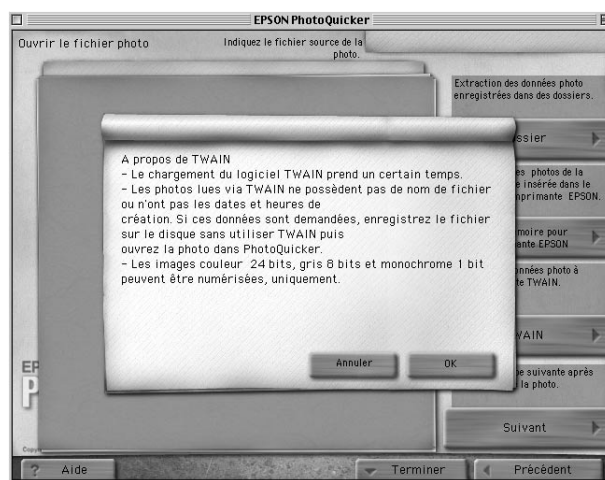 EPSON PhotoQuicker
Ouvrir le fichier photo
Indiquez le fichier source de la
photo.
Extraction des données photo
enregistrées dans des dossiers.
A propos de TWAIN
- Le chargement du logiciel TWAIN prend un certain temps.
- Les photos lues via TWAIN ne possèdent pas de nom de fichier
ou n'ont pas les dates et heures de
création. Si ces données sont demandées, enregistrez le fichier
sur le disque sans utiliser TWAIN puis
ouvrez la photo dans PhotoQuicker.
- Les images couleur 24 bits, gris 8 bits et monochrome 1 bit
peuvent être numérisées, uniquement.
Annuler
OK
ssier
photos de la
insérée dans le
mprimante EPSON.
moire pour
ante EPSON
onnées photo à
te TWAIN.
WAIN
e suivante après
la photo.
Suivant
EP
P
? Aide
Terminer
Précédent